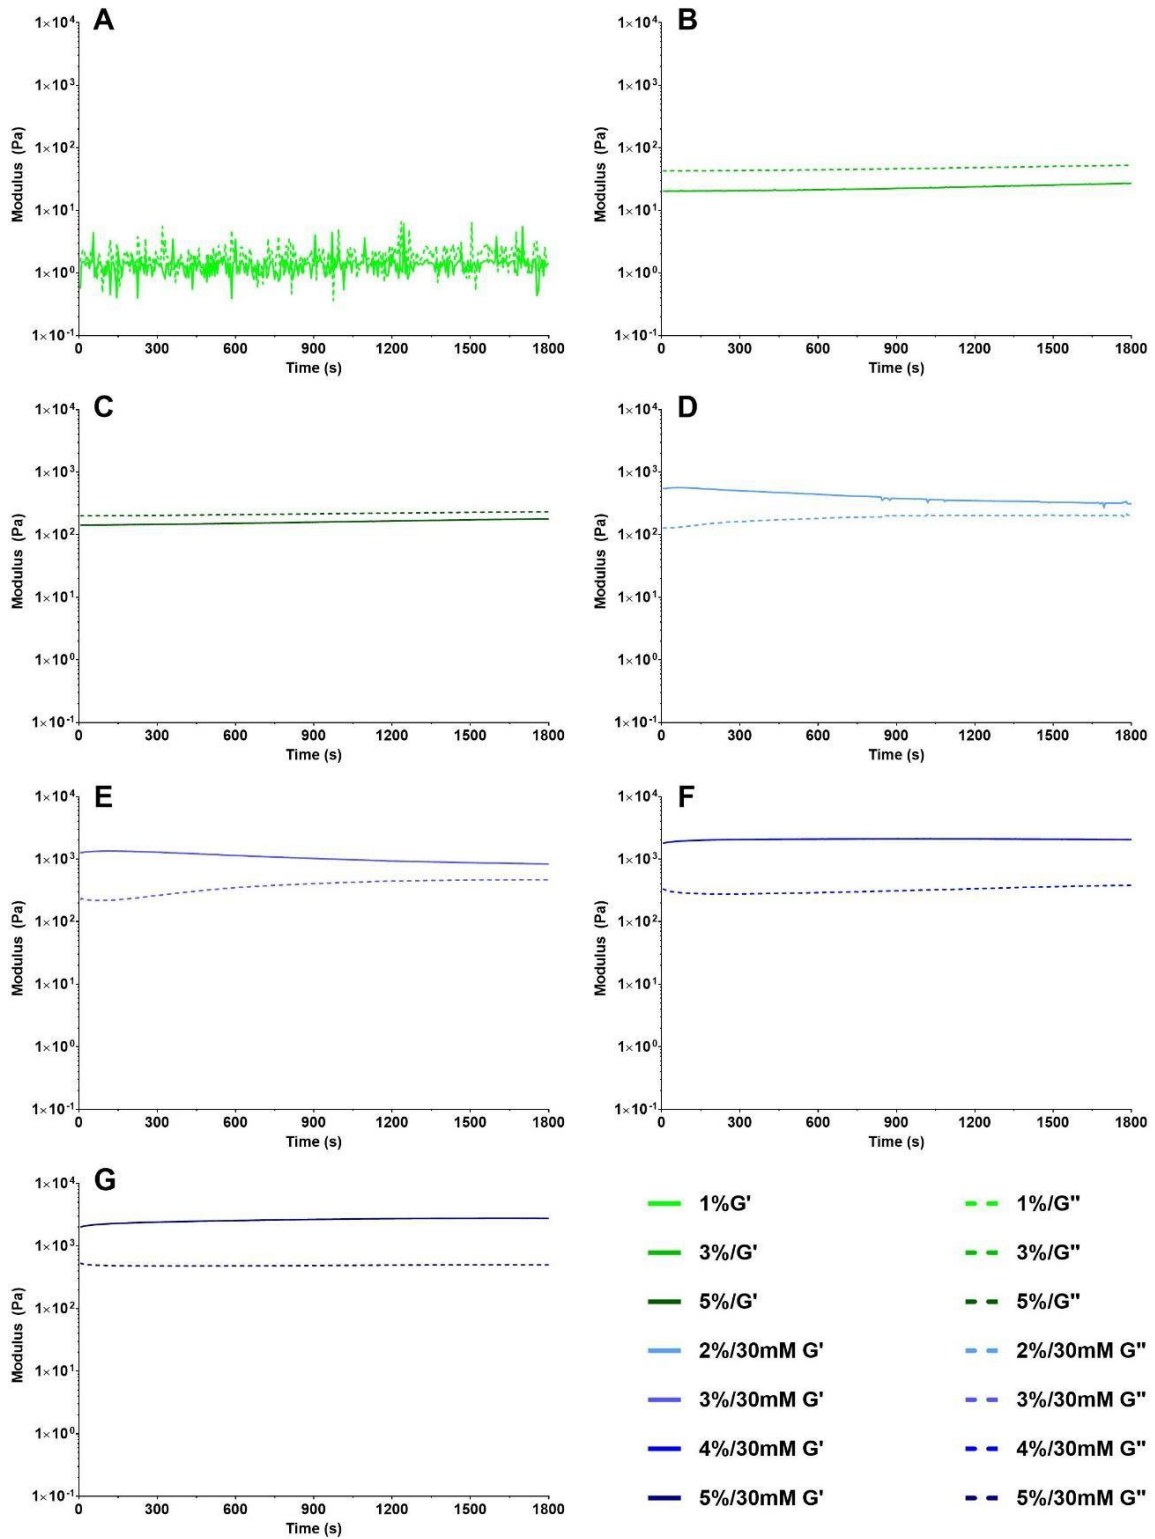 A
B
1×10⁴
1×10³
1×10²
1×10¹
1×10⁰
1×10⁻¹
Modulus (Pa)
0 300 600 900 1200 1500 1800
Time (s)
1×10⁴
1×10³
1×10²
1×10¹
1×10⁰
1×10⁻¹
Modulus (Pa)
0 300 600 900 1200 1500 1800
Time (s)
C
D
1×10⁴
1×10³
1×10²
1×10¹
1×10⁰
1×10⁻¹
Modulus (Pa)
0 300 600 900 1200 1500 1800
Time (s)
1×10⁴
1×10³
1×10²
1×10¹
1×10⁰
1×10⁻¹
Modulus (Pa)
0 300 600 900 1200 1500 1800
Time (s)
E
F
1×10⁴
1×10³
1×10²
1×10¹
1×10⁰
1×10⁻¹
Modulus (Pa)
0 300 600 900 1200 1500 1800
Time (s)
1×10⁴
1×10³
1×10²
1×10¹
1×10⁰
1×10⁻¹
Modulus (Pa)
0 300 600 900 1200 1500 1800
Time (s)
G
1×10⁴
1×10³
1×10²
1×10¹
1×10⁰
1×10⁻¹
Modulus (Pa)
0 300 600 900 1200 1500 1800
Time (s)
1%G' 1%/G"
3%/G' 3%/G"
5%/G' 5%/G"
2%/30mM G' 2%/30mM G"
3%/30mM G' 3%/30mM G"
4%/30mM G' 4%/30mM G"
5%/30mM G' 5%/30mM G"